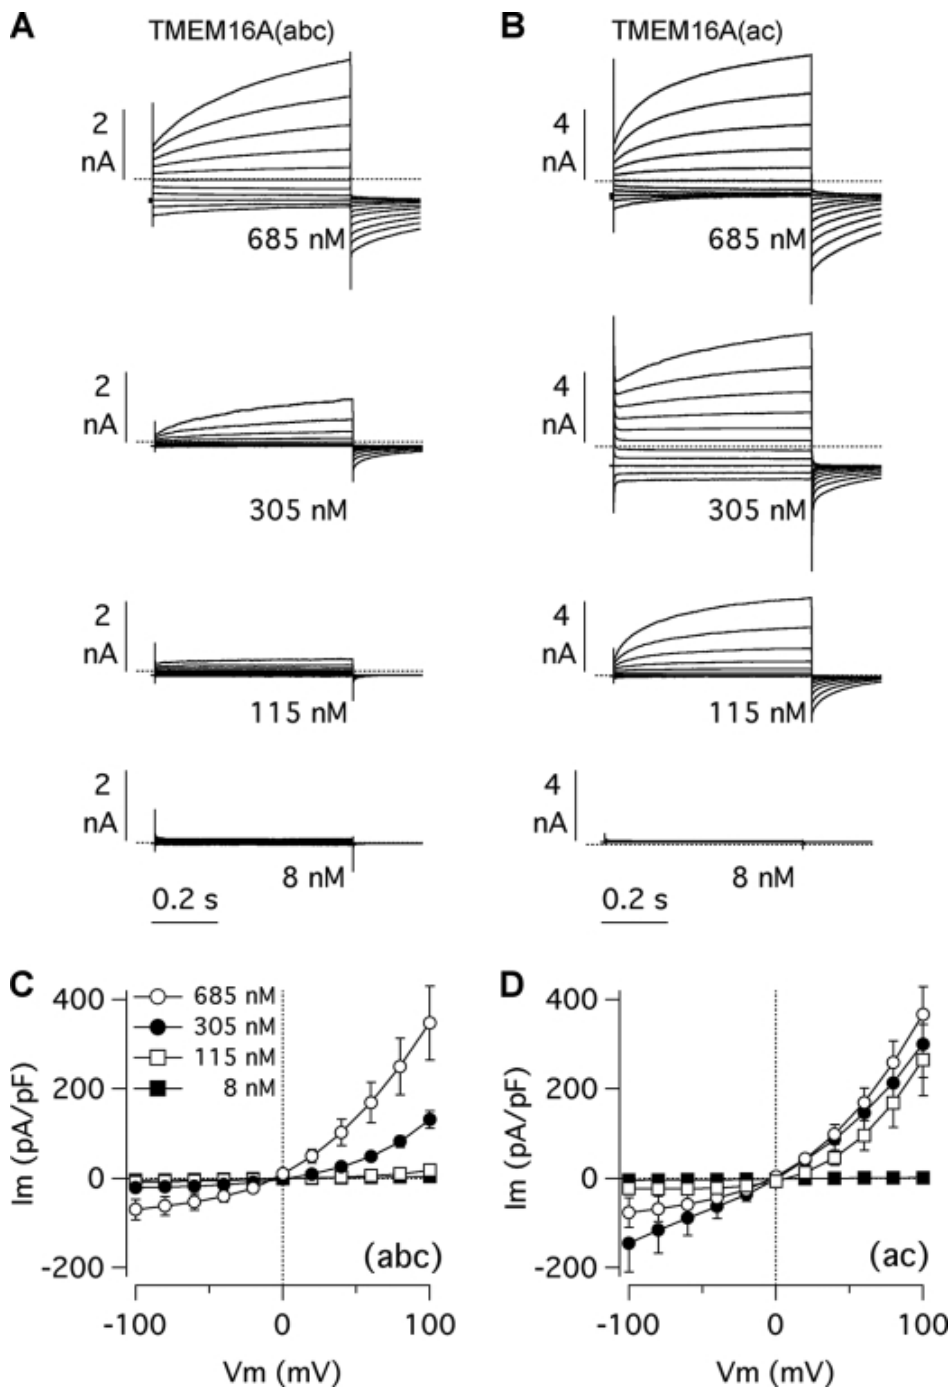 A
TMEM16A(abc)
B
TMEM16A(ac)
2
nA
685 nM
4
nA
685 nM
2
nA
305 nM
4
nA
305 nM
2
nA
115 nM
4
nA
115 nM
2
nA
8 nM
0.2 s
4
nA
8 nM
0.2 s
C
400
200
0
-200
Im (pA/pF)
685 nM
305 nM
115 nM
8 nM
(abc)
-100
0
100
Vm (mV)
D
400
200
0
-200
Im (pA/pF)
(ac)
-100
0
100
Vm (mV)